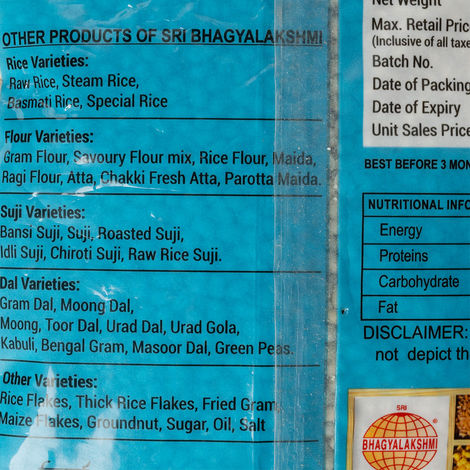 OTHER PRODUCTS OF SRI BHAGYALAKSHMI
Rice Varieties:
Raw Rice, Steam Rice,
Basmati Rice, Special Rice
Flour Varieties:
Gram Flour, Savoury Flour mix, Rice Flour, Maida,
Ragi Flour, Atta, Chakki Fresh Atta, Parotta Maida.
Suji Varieties:
Bansi Suji, Suji, Roasted Suji,
Idli Suji, Chiroti Suji, Raw Rice Suji.
Dal Varieties:
Gram Dal, Moong Dal,
Moong, Toor Dal, Urad Dal, Urad Gola,
Kabuli, Bengal Gram, Masoor Dal, Green Peas.
Other Varieties:
Rice Flakes, Thick Rice Flakes, Fried Gram
Maize Flakes, Groundnut, Sugar, Oil, Salt
Net Weight
Max. Retail Pric
(Inclusive of all taxe
Batch No.
Date of Packing
Date of Expiry
Unit Sales Price
BEST BEFORE 3 MON
NUTRITIONAL INFO
Energy
Proteins
Carbohydrate
Fat
DISCLAIMER:
not depict th
SRI
BHAGYALAKSHMI